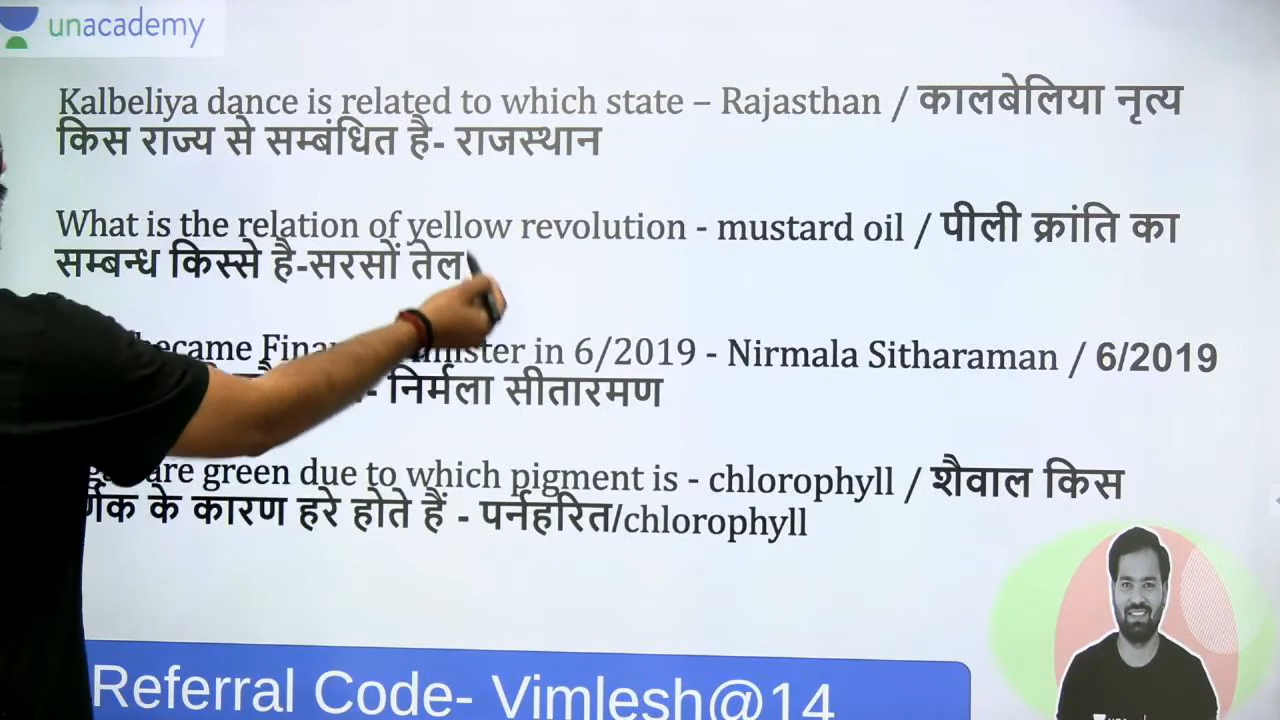 unacademy
Kalbeliya dance is related to which state – Rajasthan / कालबेलिया नृत्य
किस राज्य से सम्बंधित है- राजस्थान
What is the relation of yellow revolution - mustard oil / पीली क्रांति का
सम्बन्ध किस्से है-सरसों तेल
became in 6/2019 - Nirmala Sitharaman / 6/2019
- निर्मला सीतारमण
are green due to which pigment is - chlorophyll / शैवाल किस
के कारण हरे होते हैं - पर्नहरित/chlorophyll
Referral Code- Vimlesh@14